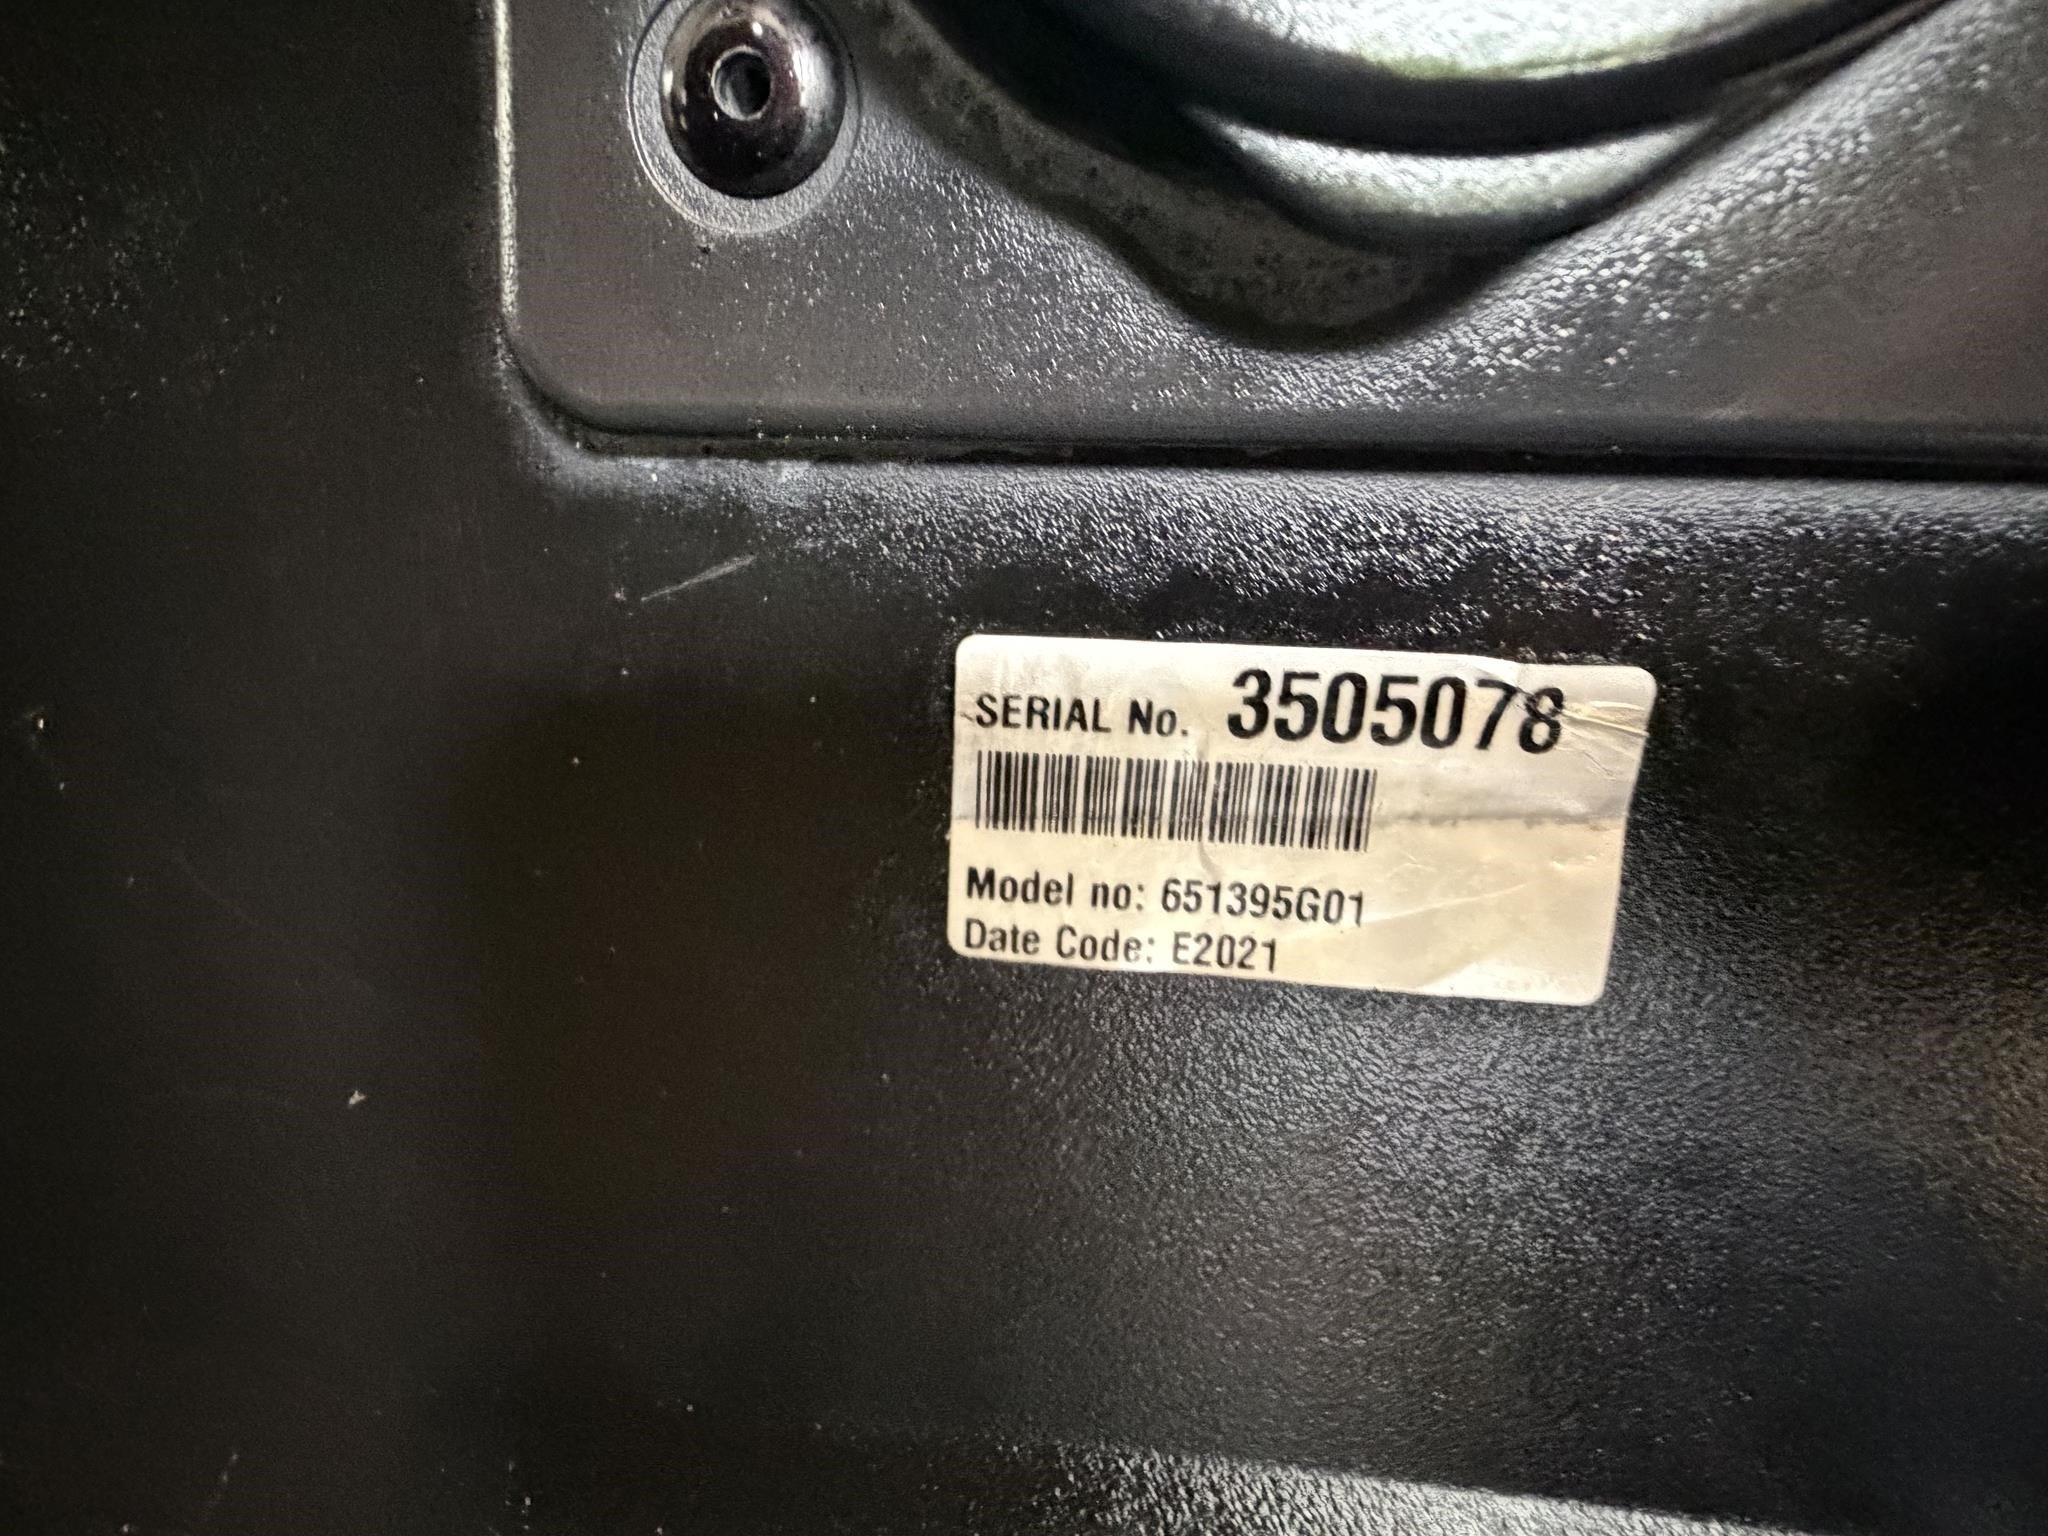 SERIAL No. 3505078
Model no: 651395G01
Date Code: E2021